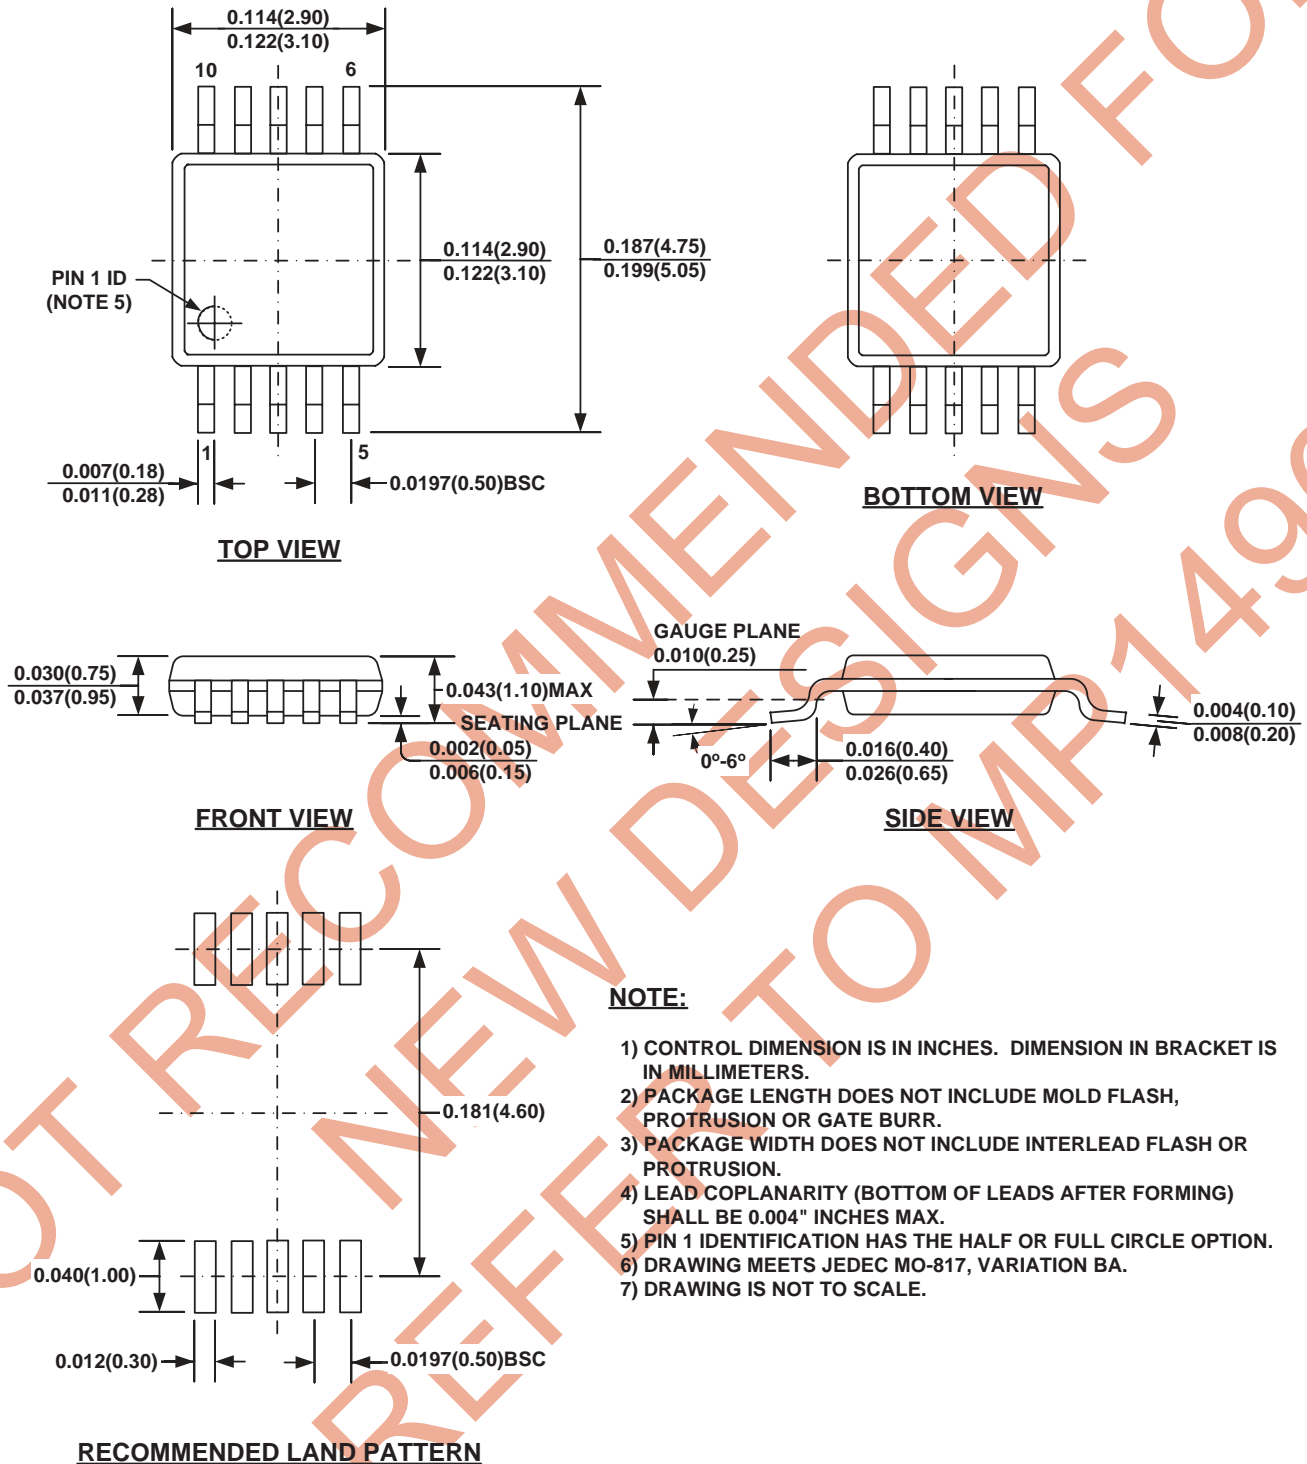 0.114(2.90)
0.122(3.10)
10
6
0.114(2.90)
0.122(3.10)
0.187(4.75)
0.199(5.05)
PIN 1 ID
(NOTE 5)
1
5
0.007(0.18)
0.011(0.28)
0.0197(0.50)BSC
TOP VIEW
BOTTOM VIEW
GAUGE PLANE
0.010(0.25)
0.030(0.75)
0.037(0.95)
0.043(1.10)MAX
SEATING PLANE
0.002(0.05)
0.006(0.15)
0º-6º
0.016(0.40)
0.026(0.65)
0.004(0.10)
0.008(0.20)
FRONT VIEW
SIDE VIEW
0.181(4.60)
0.040(1.00)
0.012(0.30)
0.0197(0.50)BSC
RECOMMENDED LAND PATTERN
NOTE:
1) CONTROL DIMENSION IS IN INCHES. DIMENSION IN BRACKET IS
IN MILLIMETERS.
2) PACKAGE LENGTH DOES NOT INCLUDE MOLD FLASH,
PROTRUSION OR GATE BURR.
3) PACKAGE WIDTH DOES NOT INCLUDE INTERLEAD FLASH OR
PROTRUSION.
4) LEAD COPLANARITY (BOTTOM OF LEADS AFTER FORMING)
SHALL BE 0.004" INCHES MAX.
5) PIN 1 IDENTIFICATION HAS THE HALF OR FULL CIRCLE OPTION.
6) DRAWING MEETS JEDEC MO-817, VARIATION BA.
7) DRAWING IS NOT TO SCALE.
RECOMMENDED
NEW DESIGNS
REFER TO